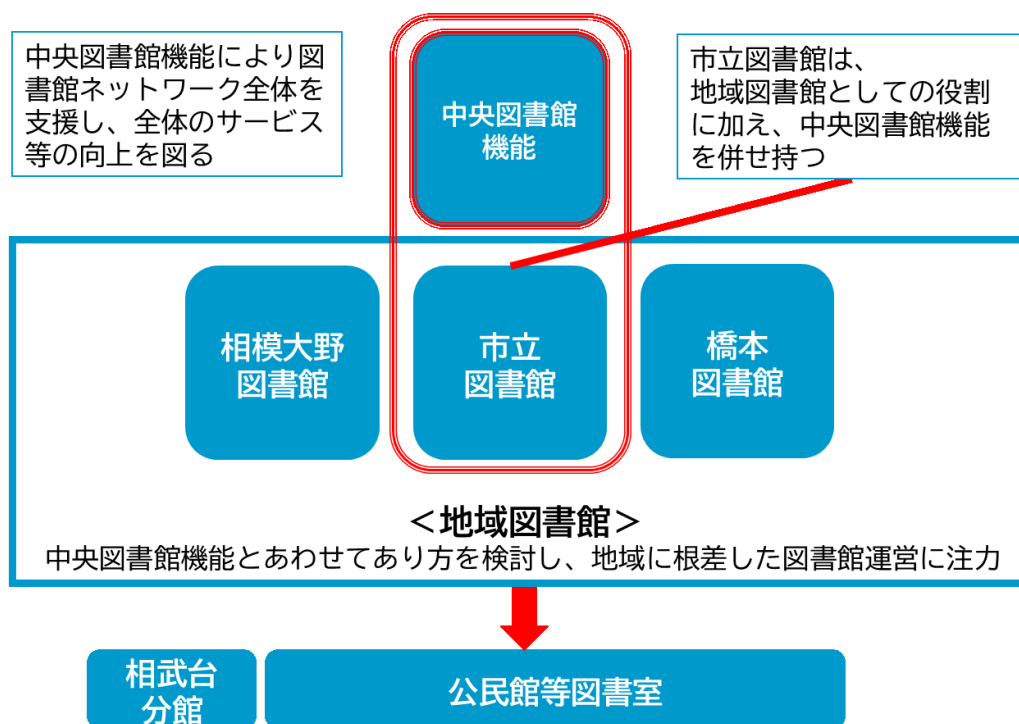 中央図書館機能により図
書館ネットワーク全体を
支援し、全体のサービス
等の向上を図る
中央図書館
機能
市立図書館は、
地域図書館としての役割
に加え、中央図書館機能
を併せ持つ
相模大野
図書館
市立
図書館
橋本
図書館
＜地域図書館＞
中央図書館機能とあわせてあり方を検討し、地域に根差した図書館運営に注力
相武台
分館
公民館等図書室